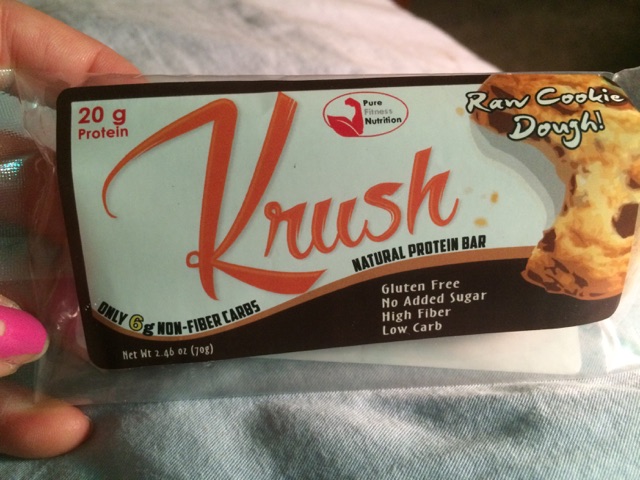 20 g
Protein
Pure
Fitness
Nutrition
Raw Cookie
Dough!
Krush
NATURAL PROTEIN BAR
ONLY 6g NON-FIBER CARBS
Gluten Free
No Added Sugar
High Fiber
Low Carb
Net Wt 2.46 oz (70g)